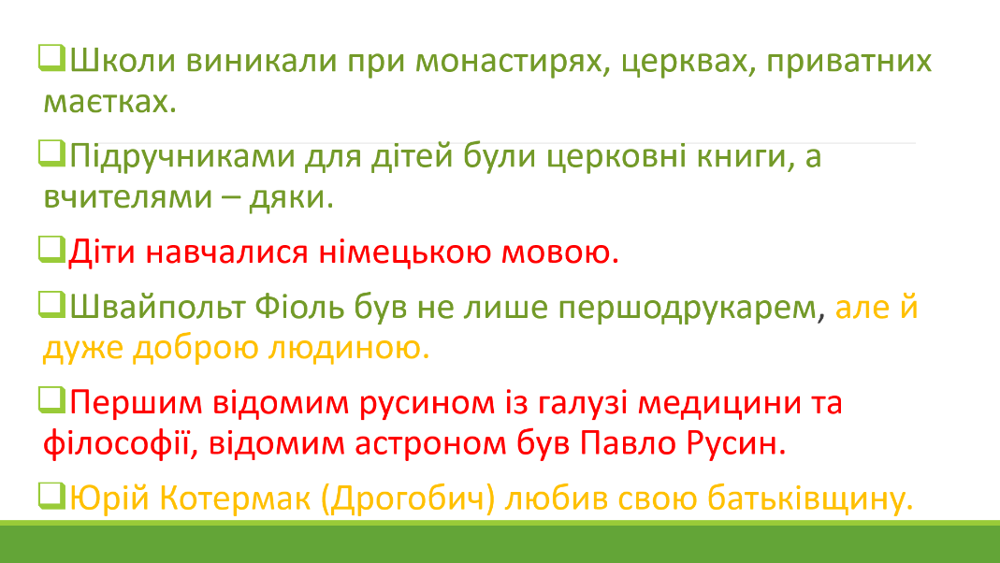 Школи виникали при монастирях, церквах, приватних
маєтках.
Підручниками для дітей були церковні книги, а
вчителями – дяки.
Діти навчалися німецькою мовою.
Швайпольт Фіоль був не лише першодрукарем, але й
дуже доброю людиною.
Першим відомим русином із галузі медицини та
філософії, відомим астроном був Павло Русин.
Юрій Котермак (Дрогобич) любив свою батьківщину.